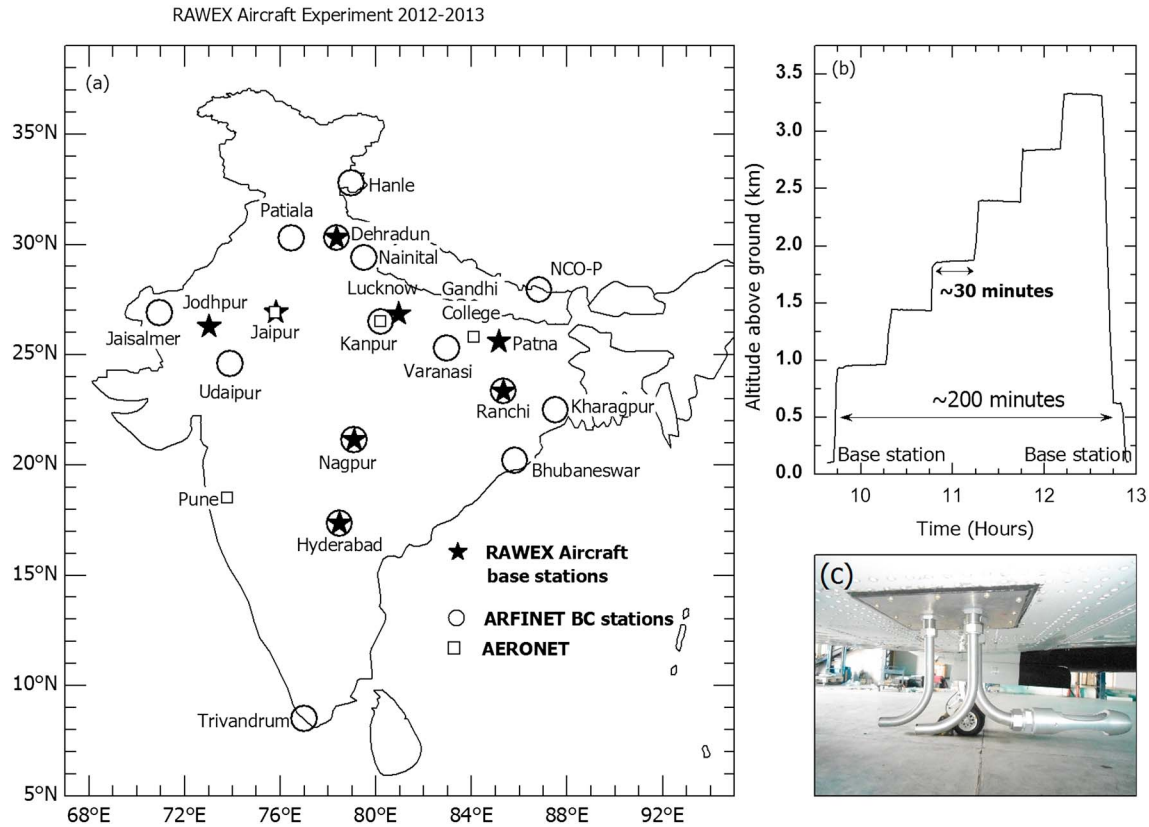 RAWEX Aircraft Experiment 2012-2013
(a)
35°N
30°N
25°N
20°N
15°N
10°N
5°N
68°E
72°E
76°E
80°E
84°E
88°E
92°E
Hanle
Patiala
Dehradun
Nainital
NCO-P
Lucknow
Gandhi
College
Jodhpur
Jaisalmer
Jaipur
Kanpur
Patna
Varanasi
Udaipur
Ranchi
Kharagpur
Nagpur
Bhubaneswar
Pune
Hyderabad
Trivandrum
RAWEX Aircraft
base stations
ARFINET BC stations
AERONET
(b)
Altitude above ground (km)
3.5
3.0
2.5
2.0
1.5
1.0
0.5
0.0
~30 minutes
~200 minutes
Base station
Base station
10
11
12
13
Time (Hours)
(c)